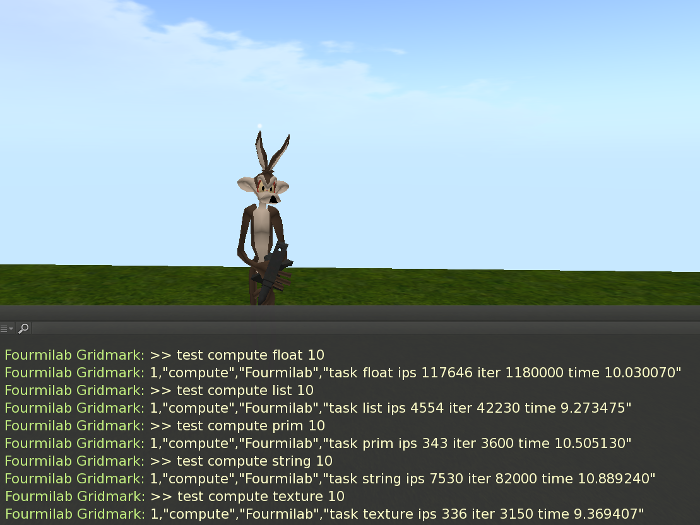 Fourmilab Gridmark: >> test compute float 10
Fourmilab Gridmark: 1,"compute","Fourmilab","task float ips 117646 iter 1180000 time 10.030070"
Fourmilab Gridmark: >> test compute list 10
Fourmilab Gridmark: 1,"compute","Fourmilab","task list ips 4554 iter 42230 time 9.273475"
Fourmilab Gridmark: >> test compute prim 10
Fourmilab Gridmark: 1,"compute","Fourmilab","task prim ips 343 iter 3600 time 10.505130"
Fourmilab Gridmark: >> test compute string 10
Fourmilab Gridmark: 1,"compute","Fourmilab","task string ips 7530 iter 82000 time 10.889240"
Fourmilab Gridmark: >> test compute texture 10
Fourmilab Gridmark: 1,"compute","Fourmilab","task texture ips 336 iter 3150 time 9.369407"